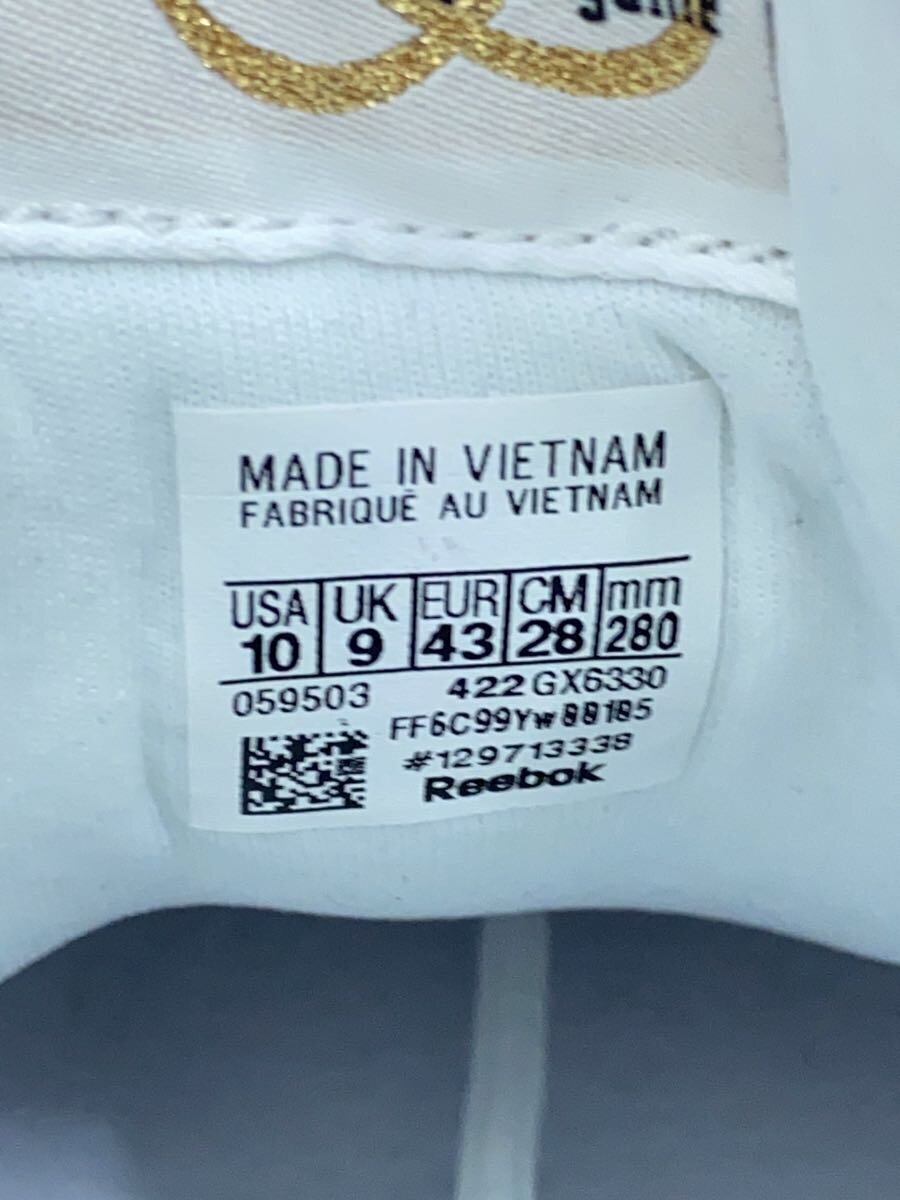 MADE IN VIETNAM
FABRIQUÉ AU VIETNAM
USA UK EUR CM mm
10 9 43 28 280
059503 422 GX6330
#129713338
Reebok